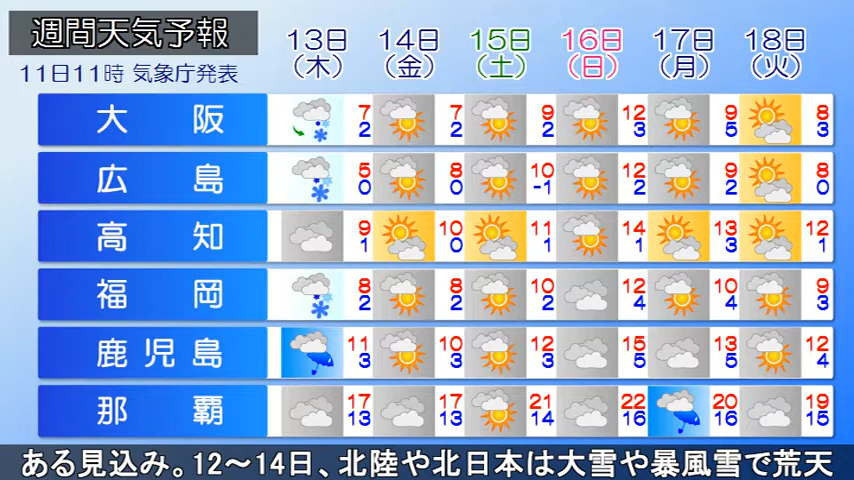 週間天気予報
11日11時 気象庁発表
13日 14日 15日 16日 17日 18日
(木) (金) (土) (日) (月) (火)
大阪 7 2 7 2 9 2 12 3 9 5 8 3
広島 5 0 8 0 10 -1 12 2 9 2 8 0
高知 9 1 10 0 11 1 14 1 13 3 12 1
福岡 8 2 8 2 10 2 12 4 10 4 9 3
鹿児島 11 3 10 3 12 3 15 5 13 5 12 4
那覇 17 13 17 13 21 14 22 16 20 16 19 15
ある見込み。12～14日、北陸や北日本は大雪や暴風雪で荒天